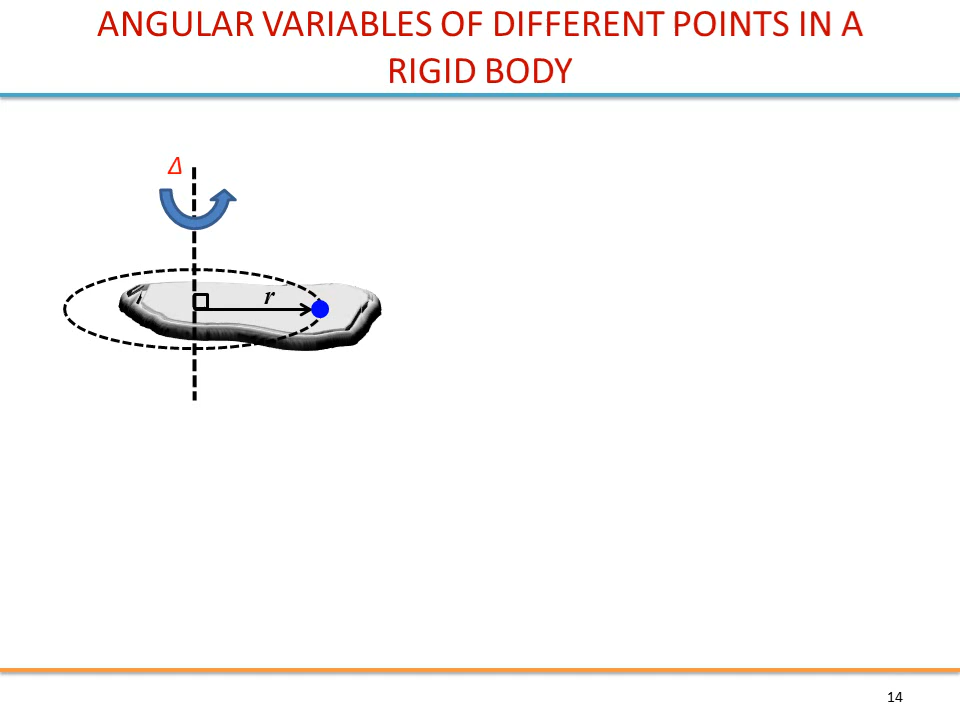 ANGULAR VARIABLES OF DIFFERENT POINTS IN A
RIGID BODY
Δ
r
14